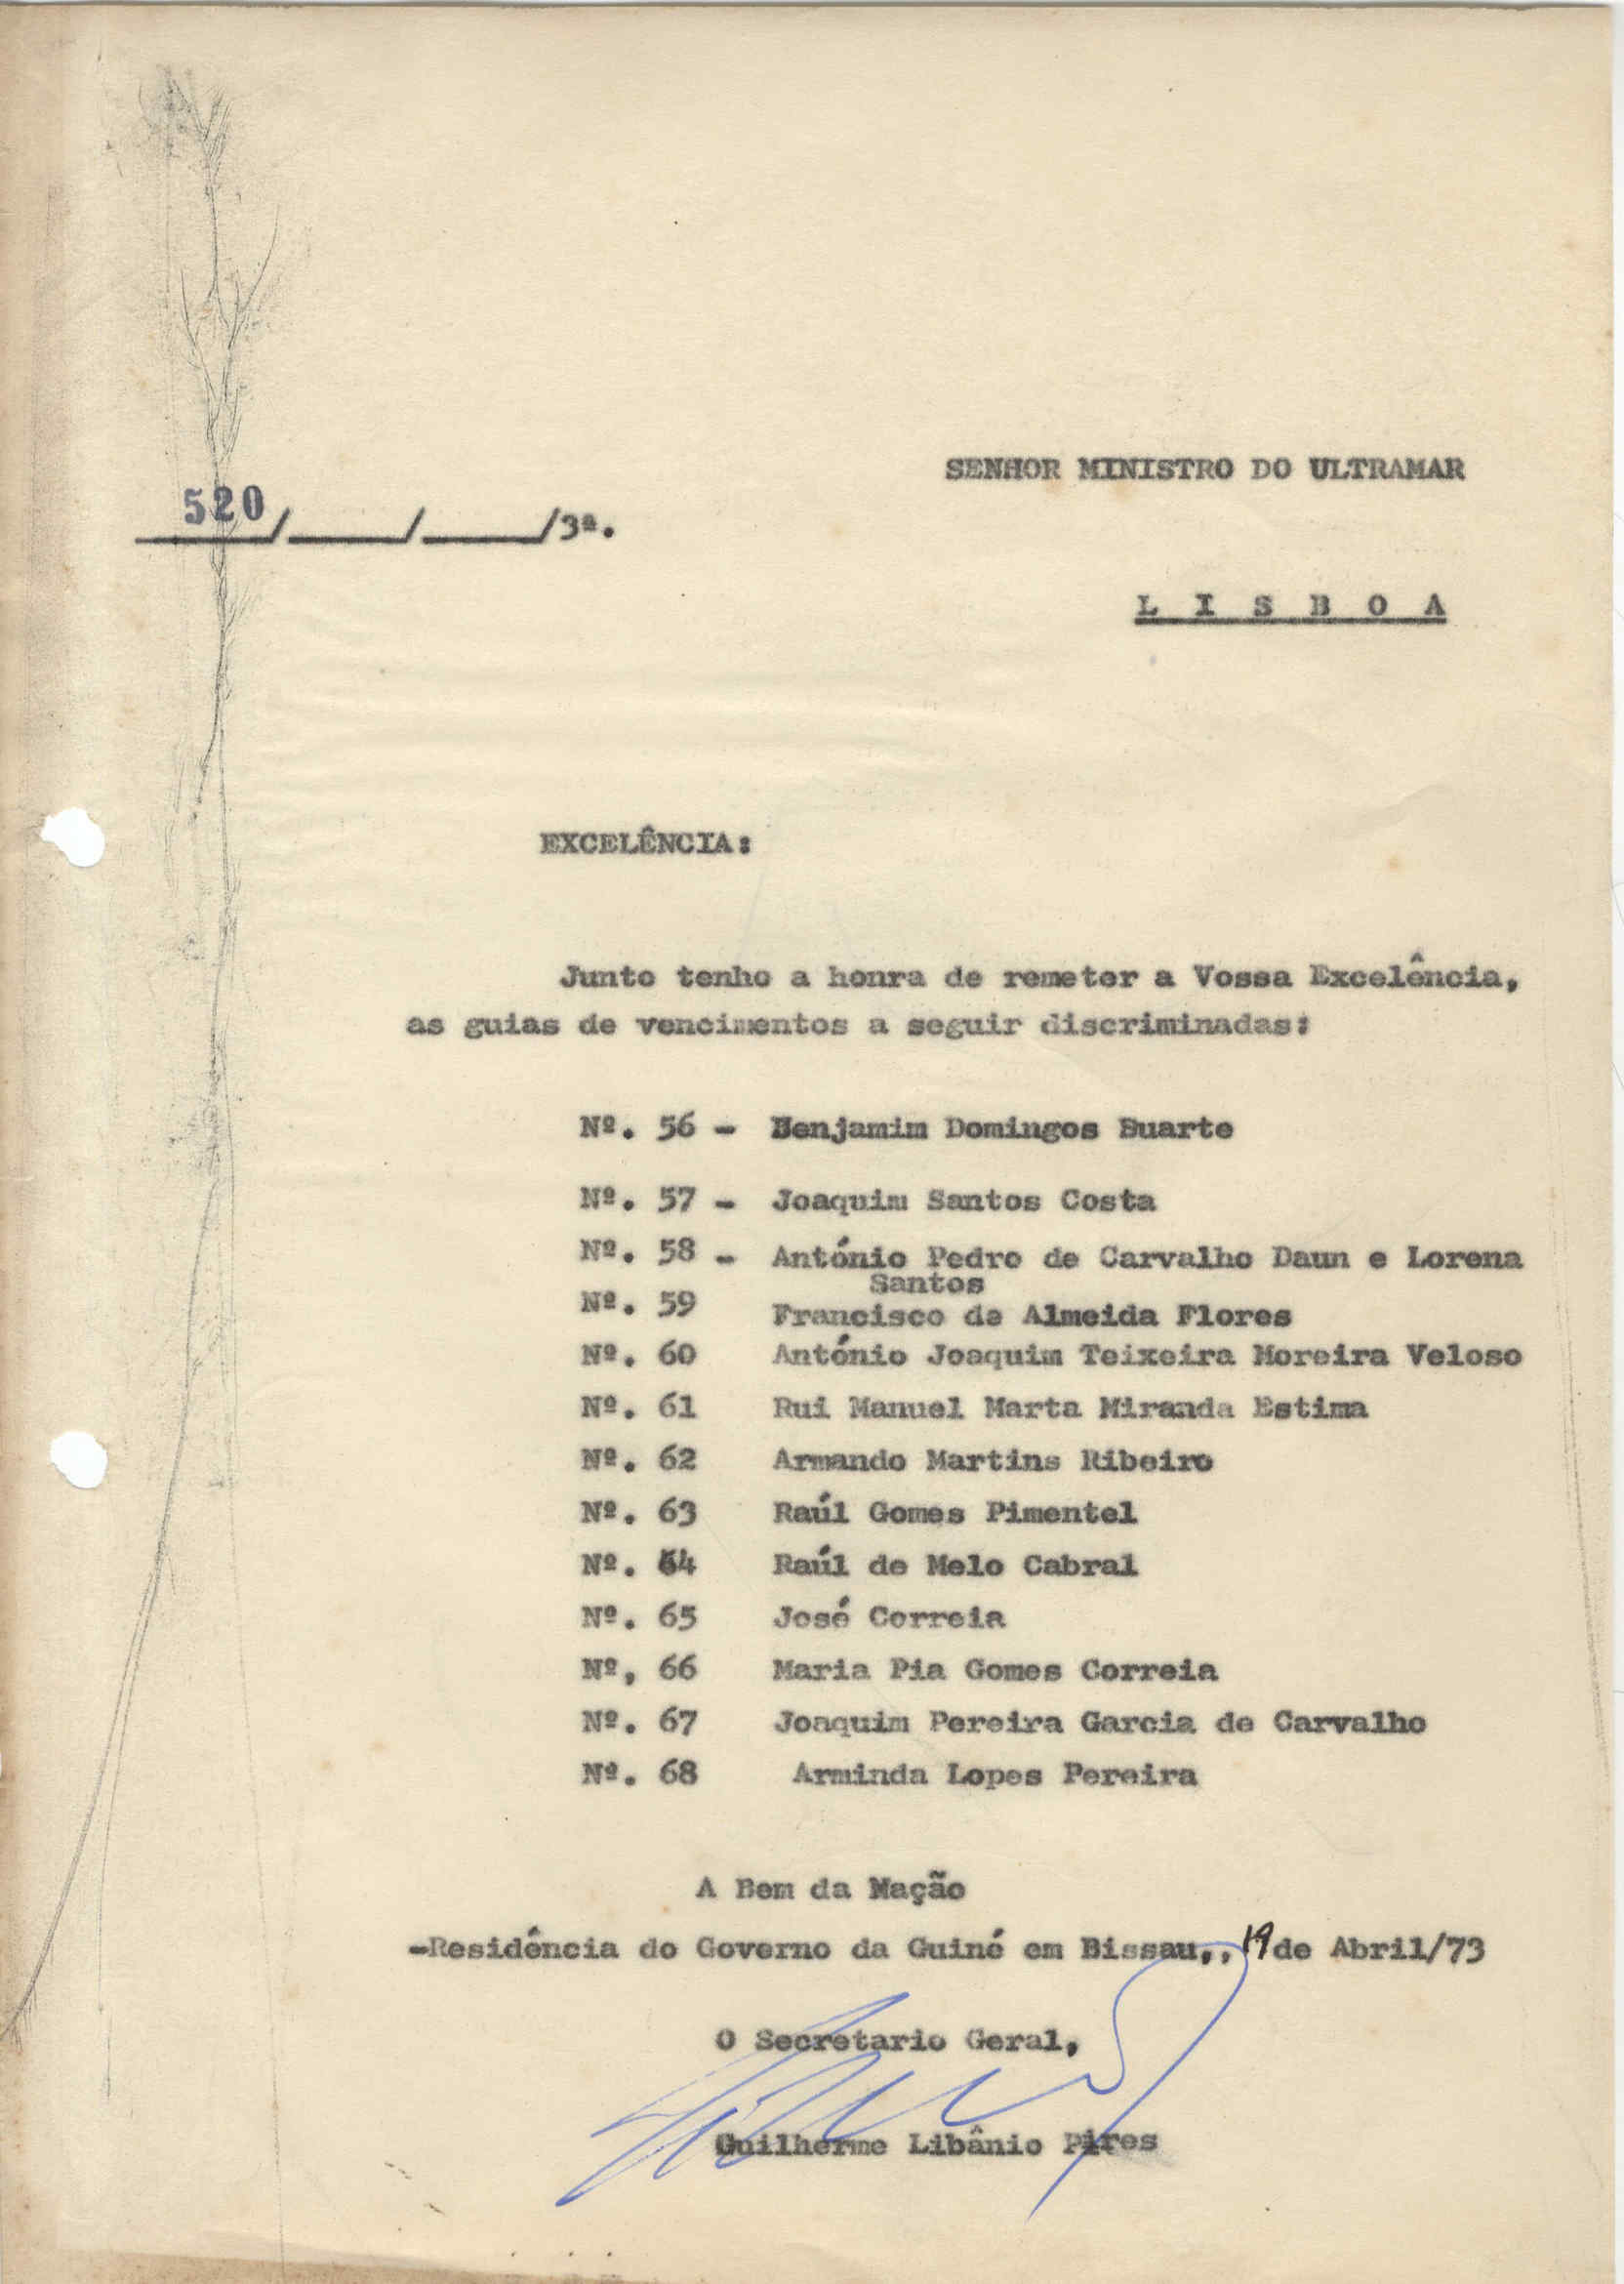 SENHOR MINISTRO DO ULTRAMAR
520/____/____/3ª.
L I S B O A
EXCELÊNCIA:
Junto tenho a honra de remeter a Vossa Excelência,
as guias de vencimentos a seguir discriminadas:
Nº. 56 - Benjamim Domingos Duarte
Nº. 57 - Joaquim Santos Costa
Nº. 58 - António Pedro de Carvalho Daun e Lorena
Santos
Nº. 59 Francisco de Almeida Flores
Nº. 60 António Joaquim Teixeira Moreira Veloso
Nº. 61 Rui Manuel Marta Miranda Estima
Nº. 62 Armando Martins Ribeiro
Nº. 63 Raúl Gomes Pimentel
Nº. 64 Raúl de Melo Cabral
Nº. 65 José Correia
Nº, 66 Maria Pia Gomes Correia
Nº. 67 Joaquim Pereira Garcia de Carvalho
Nº. 68 Arminda Lopes Pereira
A Bem da Nação
-Residência do Governo da Guiné em Bissau,, 19 de Abril/73
O Secretario Geral,
Guilherme Libânio Pires